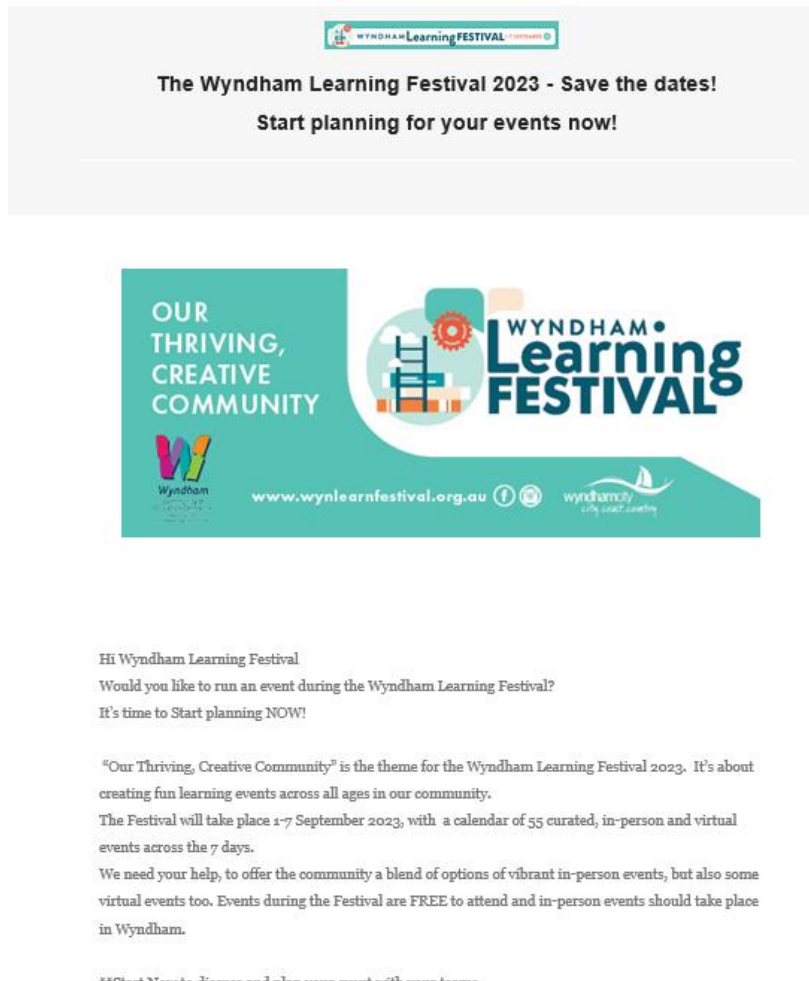 WYNDHAM Learning FESTIVAL
The Wyndham Learning Festival 2023 - Save the dates!
Start planning for your events now!
OUR
THRIVING,
CREATIVE
COMMUNITY
WYNDHAM
Learning
FESTIVAL
Wyndham
www.wynlearnfestival.org.au
wyndhamcity
city. coast. country
Hi Wyndham Learning Festival
Would you like to run an event during the Wyndham Learning Festival?
It's time to Start planning NOW!
“Our Thriving, Creative Community” is the theme for the Wyndham Learning Festival 2023. It's about
creating fun learning events across all ages in our community.
The Festival will take place 1-7 September 2023, with a calendar of 55 curated, in-person and virtual
events across the 7 days.
We need your help, to offer the community a blend of options of vibrant in-person events, but also some
virtual events too. Events during the Festival are FREE to attend and in-person events should take place
in Wyndham.